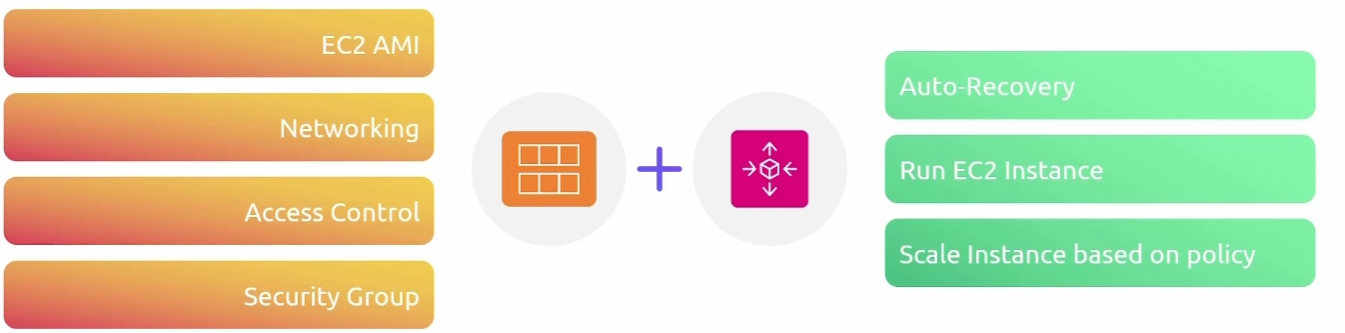 EC2 AMI
Networking
Access Control
Security Group
Auto-Recovery
Run EC2 Instance
Scale Instance based on policy